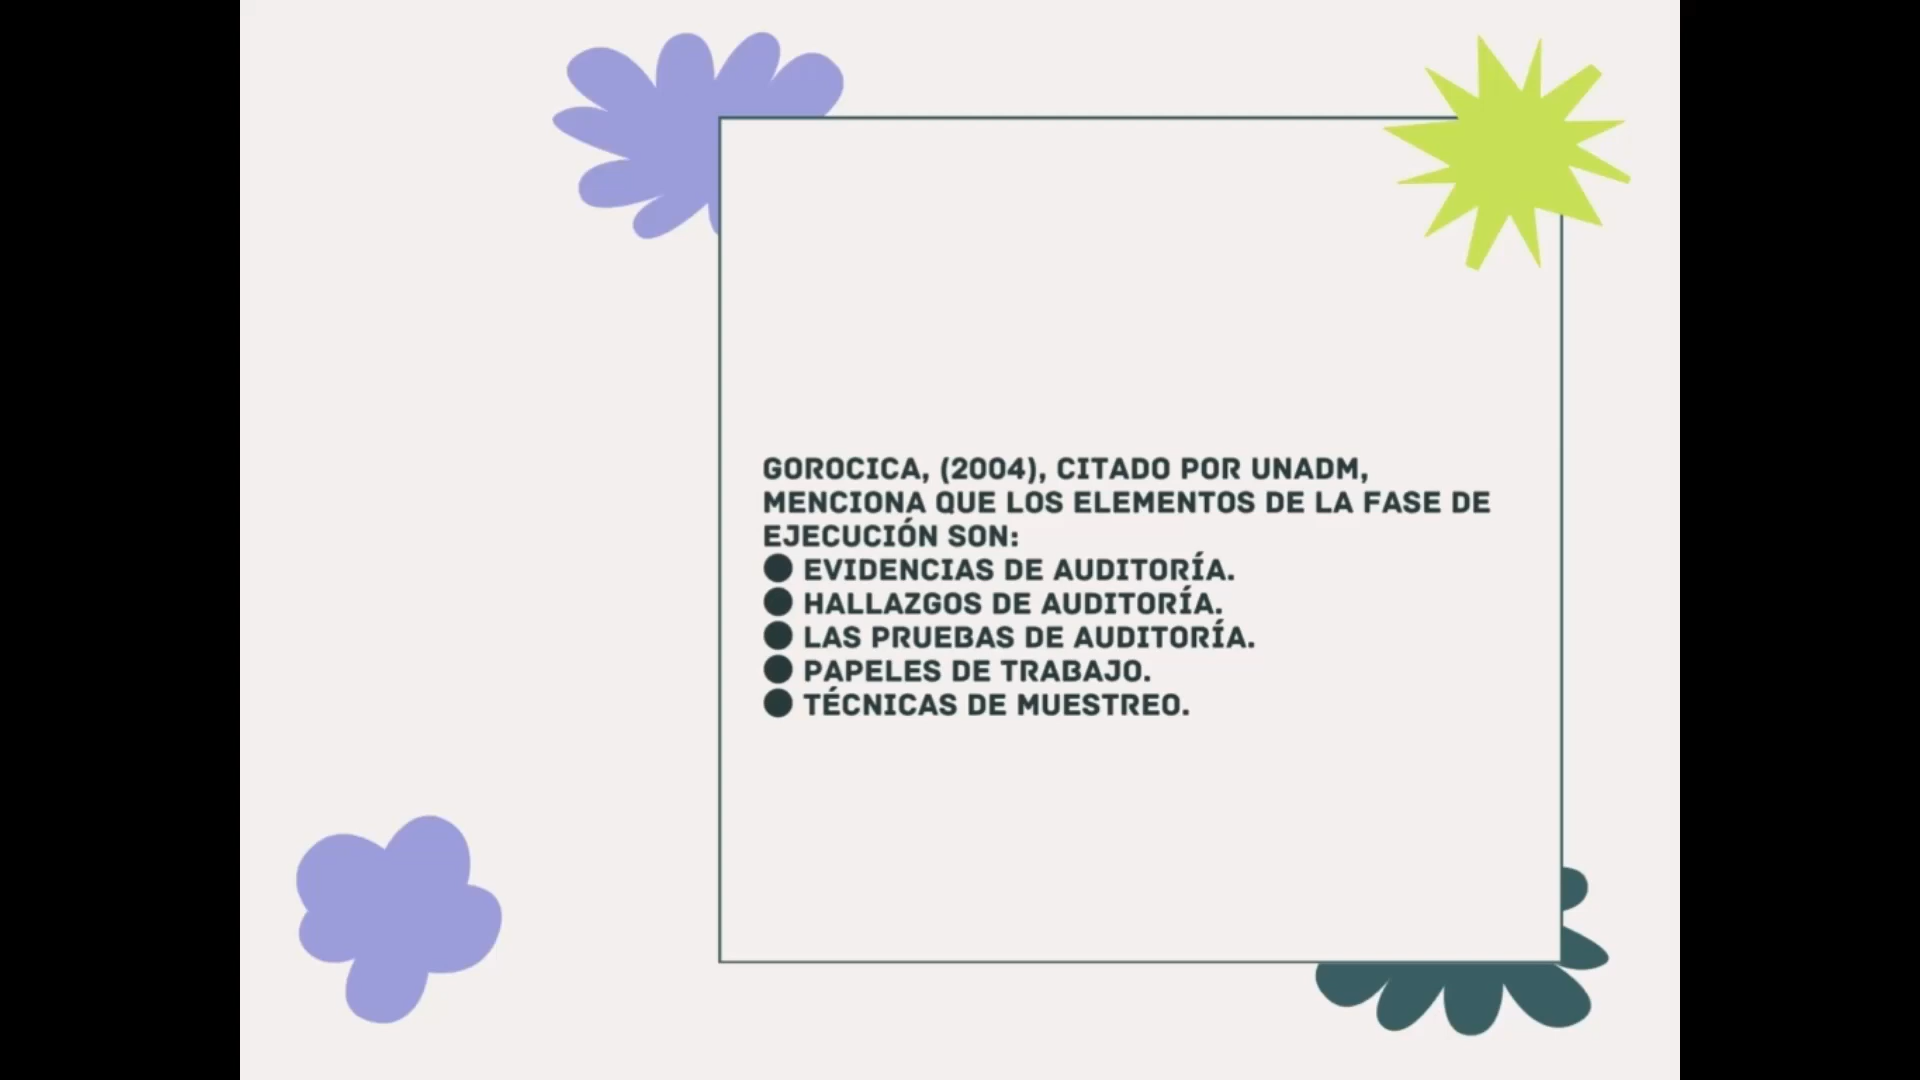 GOROCICA, (2004), CITADO POR UNADM,
MENCIONA QUE LOS ELEMENTOS DE LA FASE DE
EJECUCIÓN SON:
● EVIDENCIAS DE AUDITORÍA.
● HALLAZGOS DE AUDITORÍA.
● LAS PRUEBAS DE AUDITORÍA.
● PAPELES DE TRABAJO.
● TÉCNICAS DE MUESTREO.